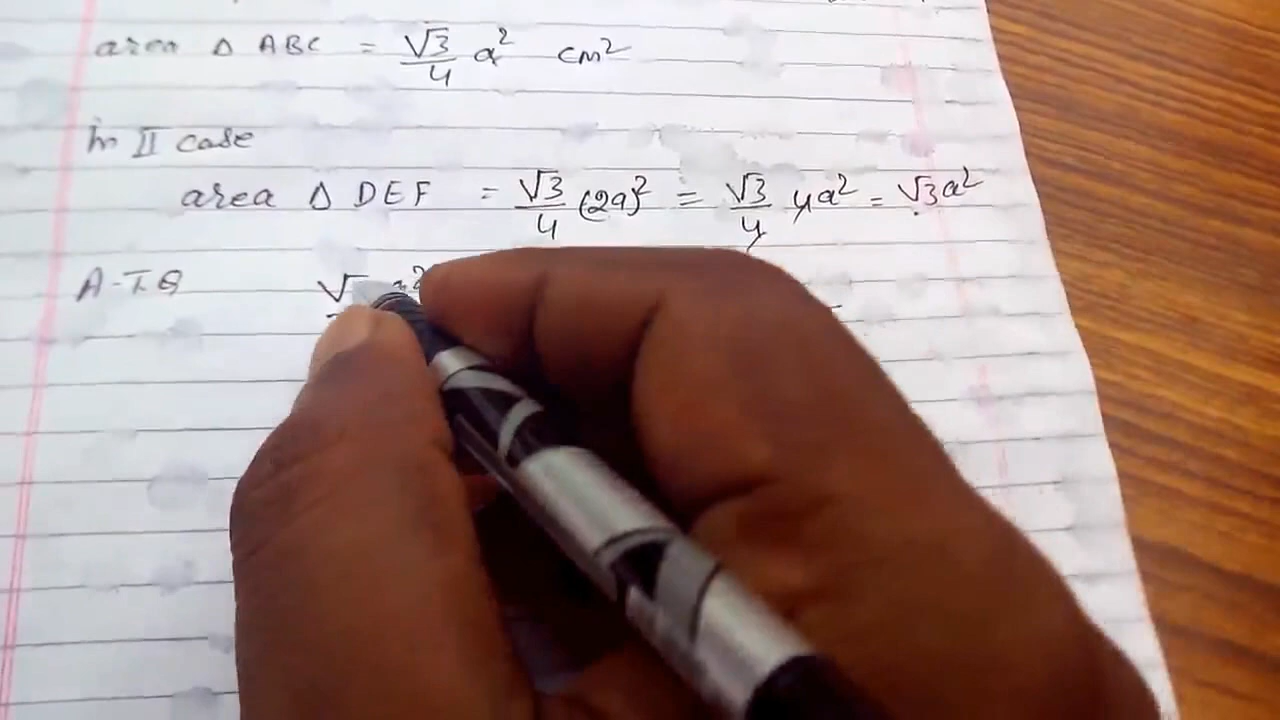 area Δ ABC = √3/4 a² cm²
In II case
area Δ DEF = √3/4 (2a)² = √3/4 4a² = √3a²
A-T-Q √ a²